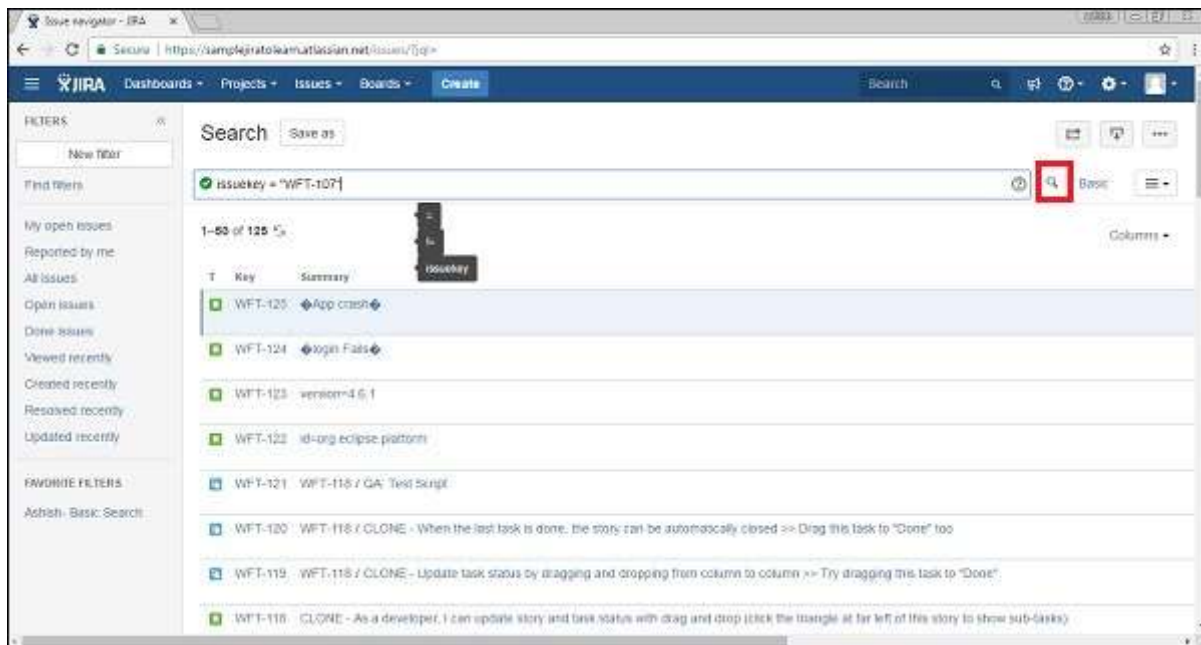 Issue navigator - JIRA
Secure | https://samplejiratolearn.atlassian.net/issues/?jql=
JIRA Dashboards Projects Issues Boards Create Search
FILTERS
New filter
Find filters
My open issues
Reported by me
All issues
Open issues
Done issues
Viewed recently
Created recently
Resolved recently
Updated recently
FAVORITE FILTERS
Ashish- Basic Search
Search Save as
issuekey = "WFT-107"
Basic
1–50 of 125
Columns
=
issuekey
T Key Summary
WFT-125 �App crash�
WFT-124 �login Fails�
WFT-123 version=4.6.1
WFT-122 id=org.eclipse.platform
WFT-121 WFT-118 / QA: Test Script
WFT-120 WFT-118 / CLONE - When the last task is done, the story can be automatically closed >> Drag this task to "Done" too
WFT-119 WFT-118 / CLONE - Update task status by dragging and dropping from column to column >> Try dragging this task to "Done"
WFT-118 CLONE - As a developer, I can update story and task status with drag and drop (click the triangle at far left of this story to show sub-tasks)